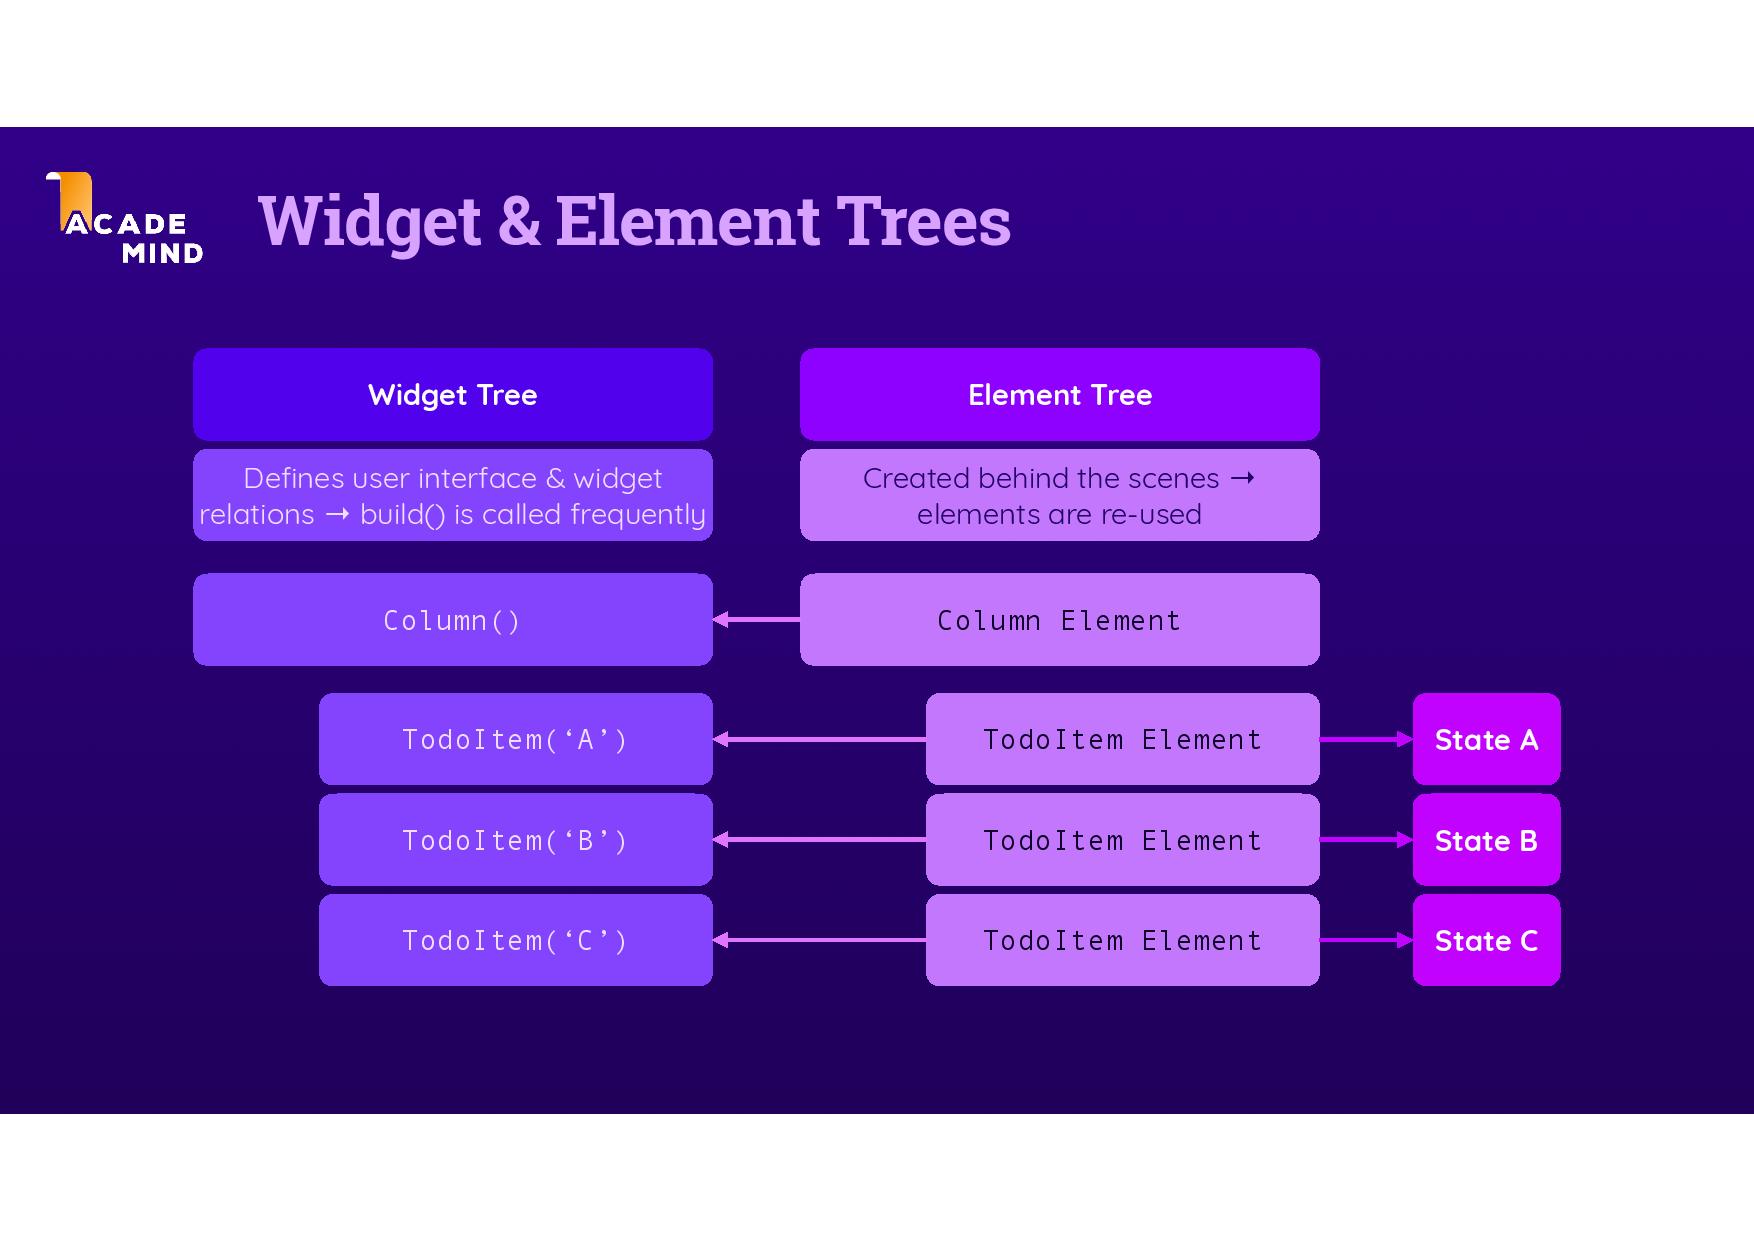 ACADE
MIND
Widget & Element Trees
Widget Tree
Element Tree
Defines user interface & widget
relations → build() is called frequently
Created behind the scenes →
elements are re-used
Column()
Column Element
TodoItem(‘A’)
TodoItem Element
State A
TodoItem(‘B’)
TodoItem Element
State B
TodoItem(‘C’)
TodoItem Element
State C